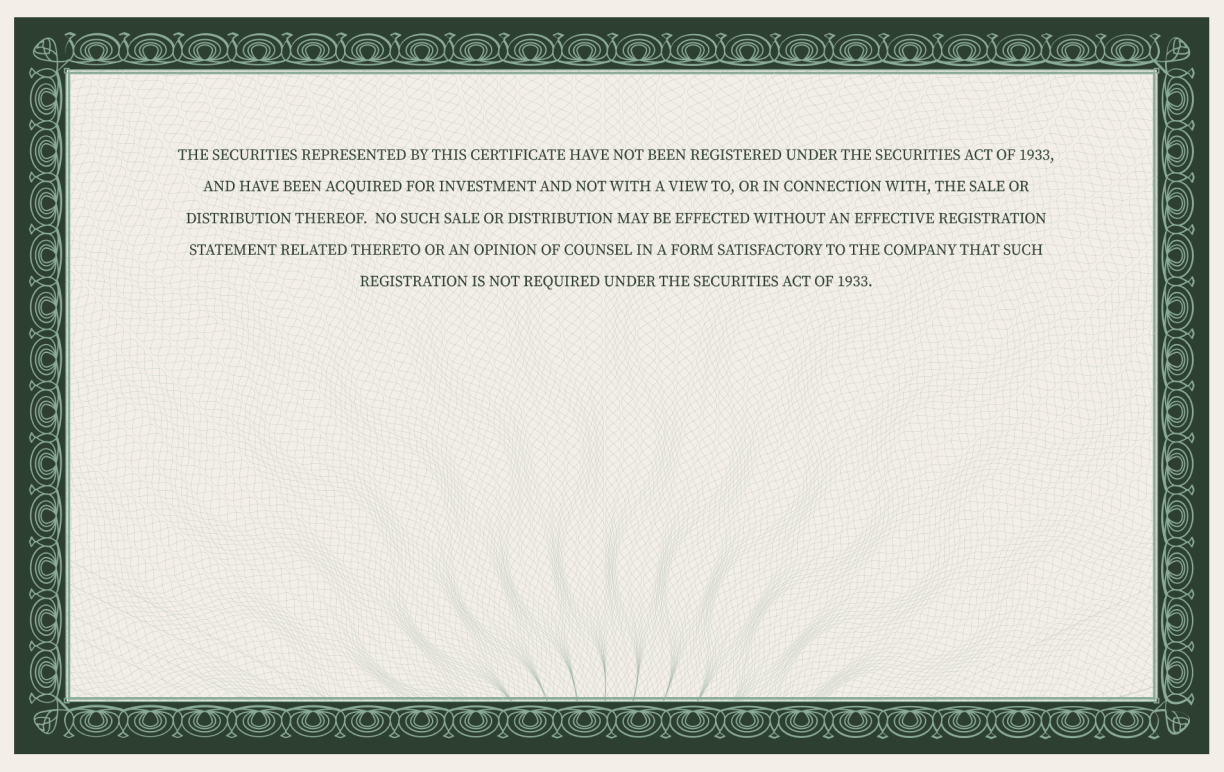 THE SECURITIES REPRESENTED BY THIS CERTIFICATE HAVE NOT BEEN REGISTERED UNDER THE SECURITIES ACT OF 1933,
AND HAVE BEEN ACQUIRED FOR INVESTMENT AND NOT WITH A VIEW TO, OR IN CONNECTION WITH, THE SALE OR
DISTRIBUTION THEREOF.  NO SUCH SALE OR DISTRIBUTION MAY BE EFFECTED WITHOUT AN EFFECTIVE REGISTRATION
STATEMENT RELATED THERETO OR AN OPINION OF COUNSEL IN A FORM SATISFACTORY TO THE COMPANY THAT SUCH
REGISTRATION IS NOT REQUIRED UNDER THE SECURITIES ACT OF 1933.